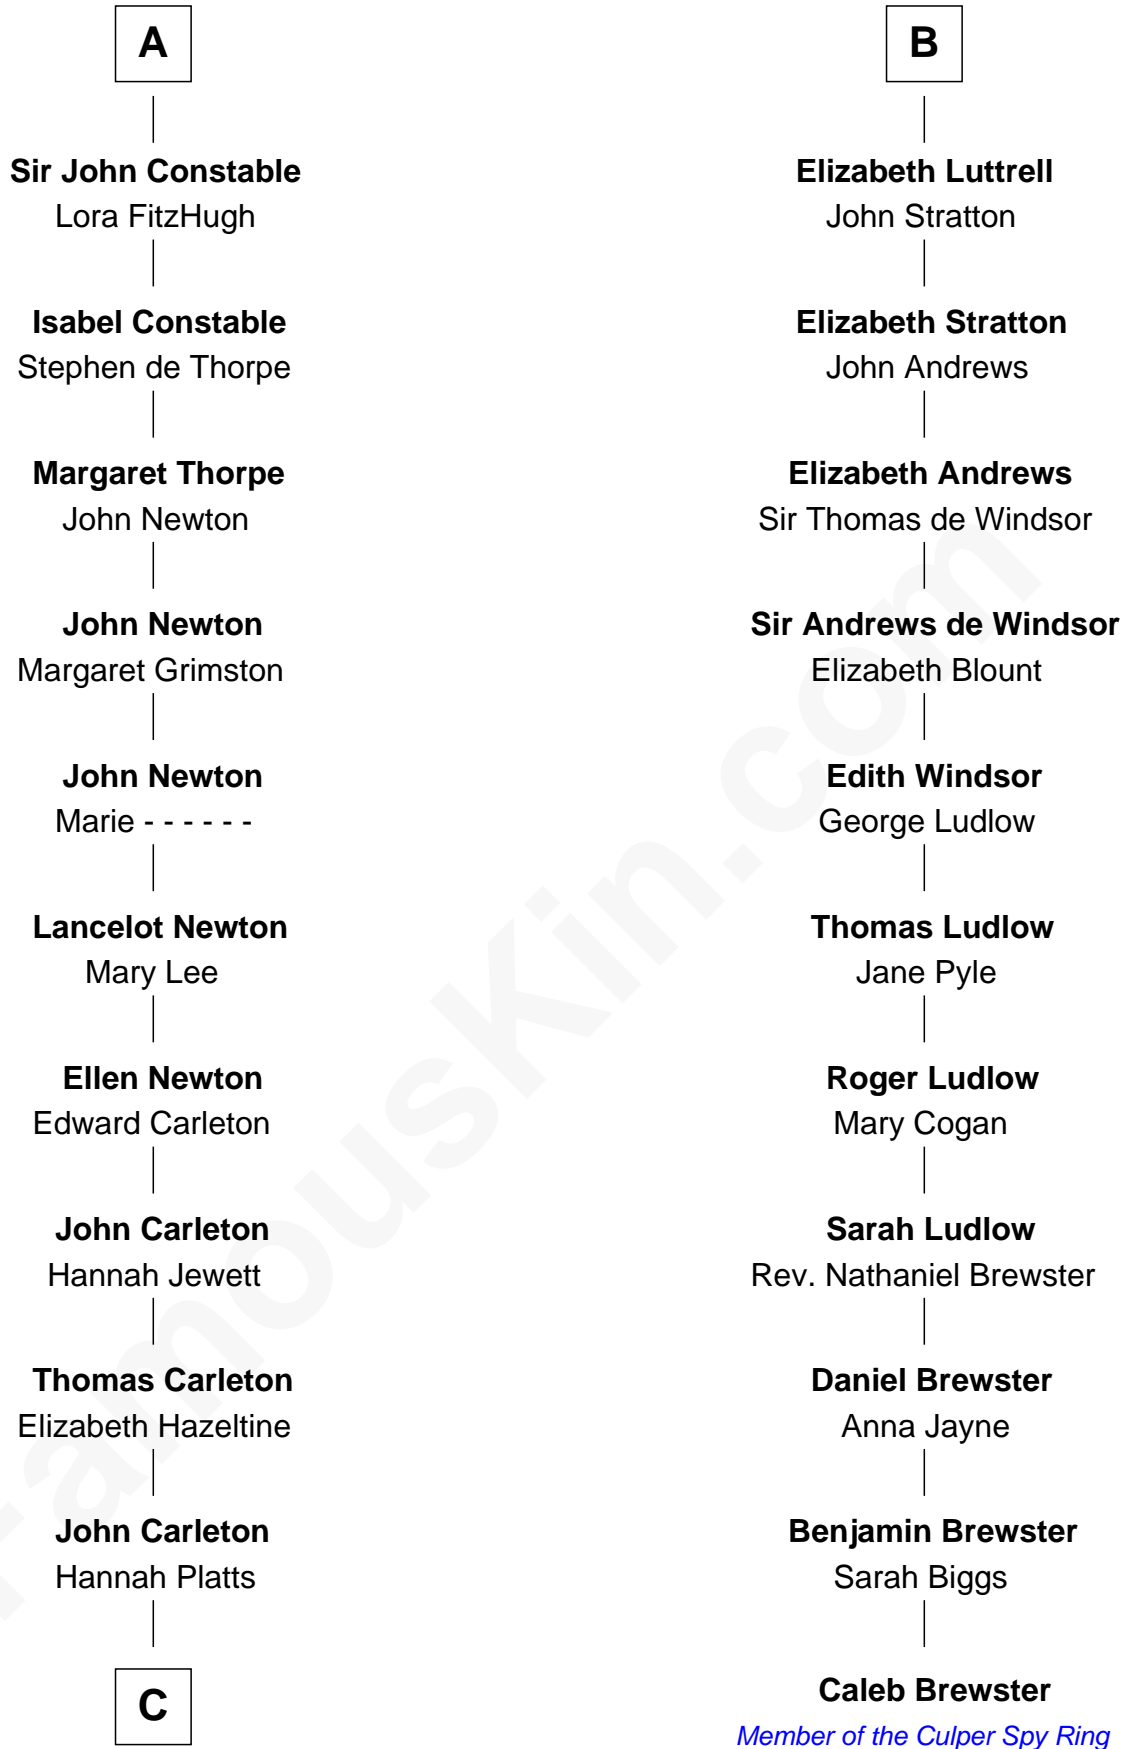 A
Sir John Constable
Lora FitzHugh
Isabel Constable
Stephen de Thorpe
Margaret Thorpe
John Newton
John Newton
Margaret Grimston
John Newton
Marie - - - - - -
Lancelot Newton
Mary Lee
Ellen Newton
Edward Carleton
John Carleton
Hannah Jewett
Thomas Carleton
Elizabeth Hazeltine
John Carleton
Hannah Platts
C
B
Elizabeth Luttrell
John Stratton
Elizabeth Stratton
John Andrews
Elizabeth Andrews
Sir Thomas de Windsor
Sir Andrews de Windsor
Elizabeth Blount
Edith Windsor
George Ludlow
Thomas Ludlow
Jane Pyle
Roger Ludlow
Mary Cogan
Sarah Ludlow
Rev. Nathaniel Brewster
Daniel Brewster
Anna Jayne
Benjamin Brewster
Sarah Biggs
Caleb Brewster
Member of the Culper Spy Ring
FamousKin.com